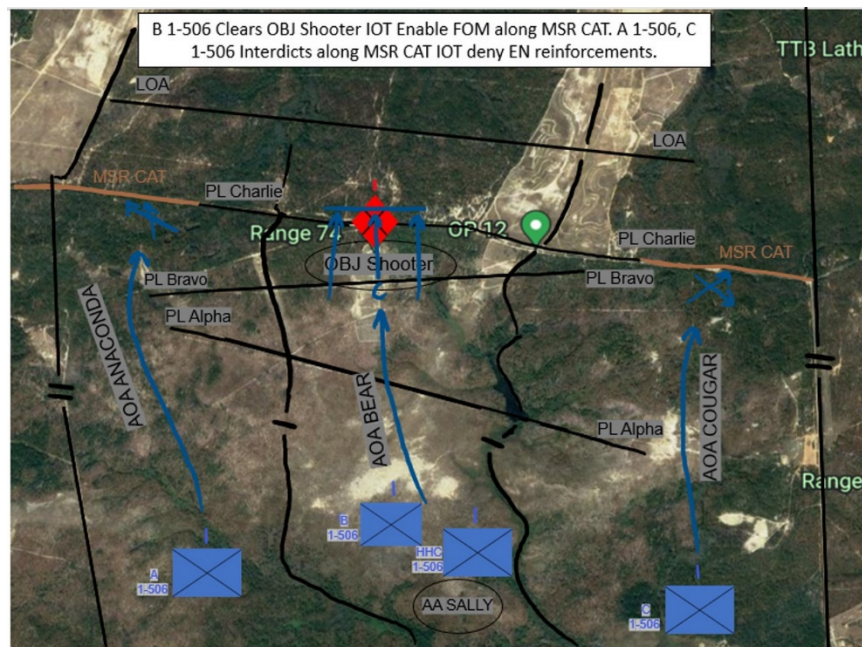 B 1-506 Clears OBJ Shooter IOT Enable FOM along MSR CAT. A 1-506, C
1-506 Interdicts along MSR CAT IOT deny EN reinforcements.
TTB Lath
LOA
LOA
MSR CAT
PL Charlie
Range 74
OP 12
OBJ Shooter
PL Charlie
MSR CAT
PL Bravo
PL Bravo
PL Alpha
AOA ANACONDA
AOA BEAR
AOA COUGAR
PL Alpha
Range
B
1-506
HHC
1-506
A
1-506
AA SALLY
C
1-506